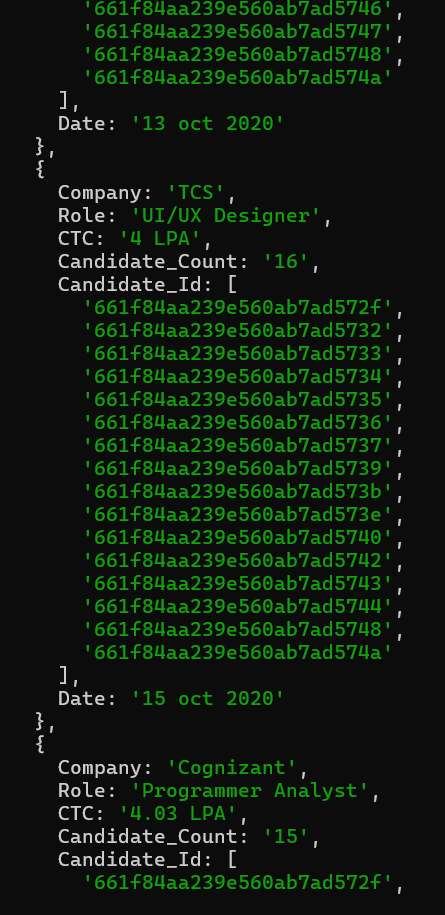 '661f84aa239e560ab7ad5746',
'661f84aa239e560ab7ad5747',
'661f84aa239e560ab7ad5748',
'661f84aa239e560ab7ad574a'
],
Date: '13 oct 2020'
},
{
Company: 'TCS',
Role: 'UI/UX Designer',
CTC: '4 LPA',
Candidate_Count: '16',
Candidate_Id: [
'661f84aa239e560ab7ad572f',
'661f84aa239e560ab7ad5732',
'661f84aa239e560ab7ad5733',
'661f84aa239e560ab7ad5734',
'661f84aa239e560ab7ad5735',
'661f84aa239e560ab7ad5736',
'661f84aa239e560ab7ad5737',
'661f84aa239e560ab7ad5739',
'661f84aa239e560ab7ad573b',
'661f84aa239e560ab7ad573e',
'661f84aa239e560ab7ad5740',
'661f84aa239e560ab7ad5742',
'661f84aa239e560ab7ad5743',
'661f84aa239e560ab7ad5744',
'661f84aa239e560ab7ad5748',
'661f84aa239e560ab7ad574a'
],
Date: '15 oct 2020'
},
{
Company: 'Cognizant',
Role: 'Programmer Analyst',
CTC: '4.03 LPA',
Candidate_Count: '15',
Candidate_Id: [
'661f84aa239e560ab7ad572f',